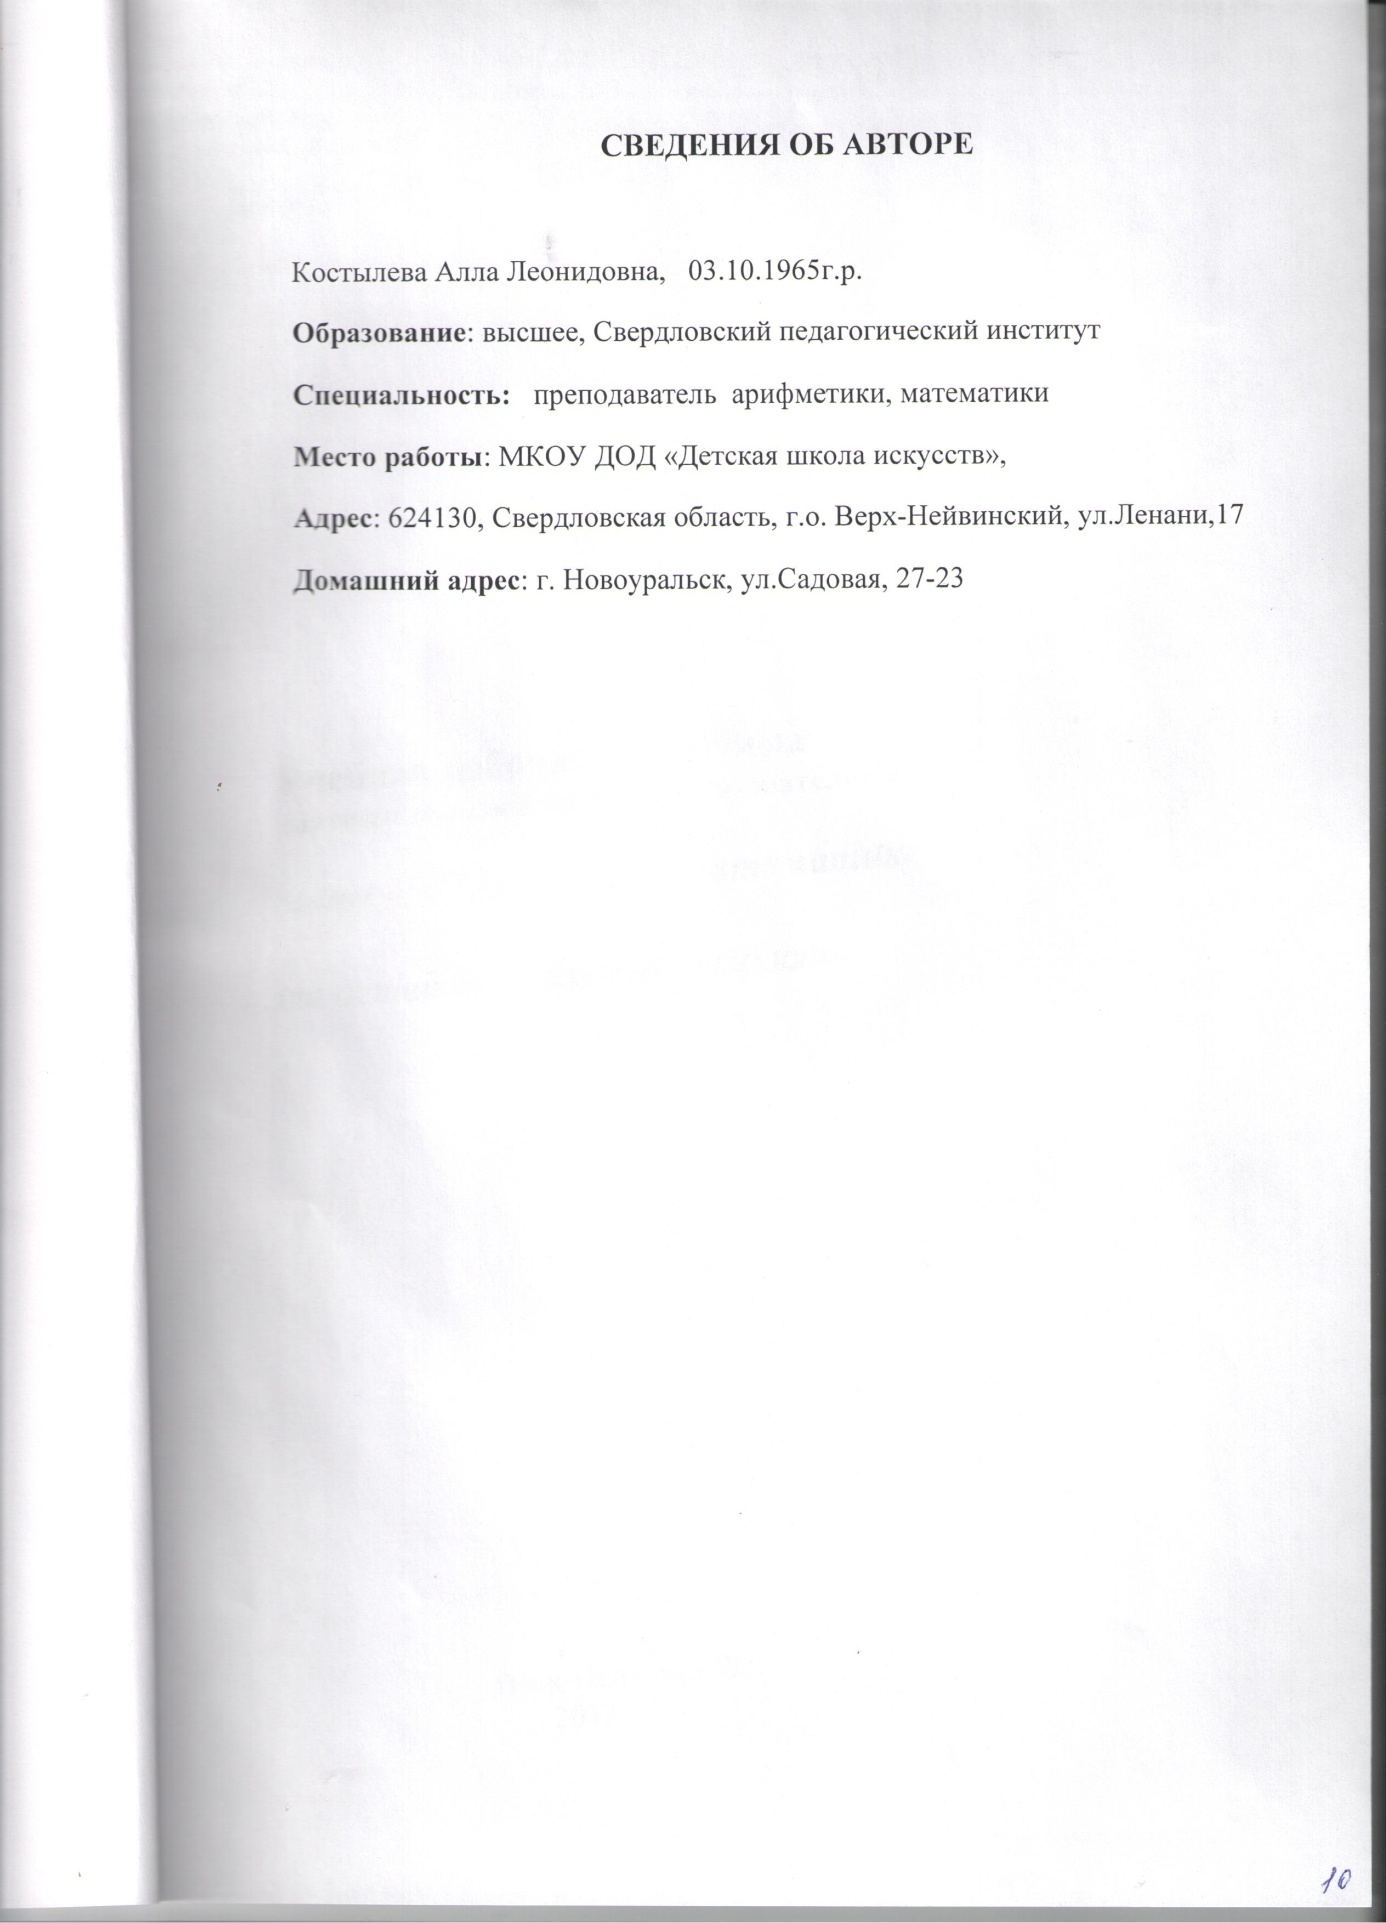 СВЕДЕНИЯ ОБ АВТОРЕ
Костылева Алла Леонидовна, 03.10.1965г.р.
Образование: высшее, Свердловский педагогический институт
Специальность: преподаватель арифметики, математики
Место работы: МКОУ ДОД «Детская школа искусств»,
Адрес: 624130, Свердловская область, г.о. Верх-Нейвинский, ул.Ленани,17
Домашний адрес: г. Новоуральск, ул.Садовая, 27-23
10